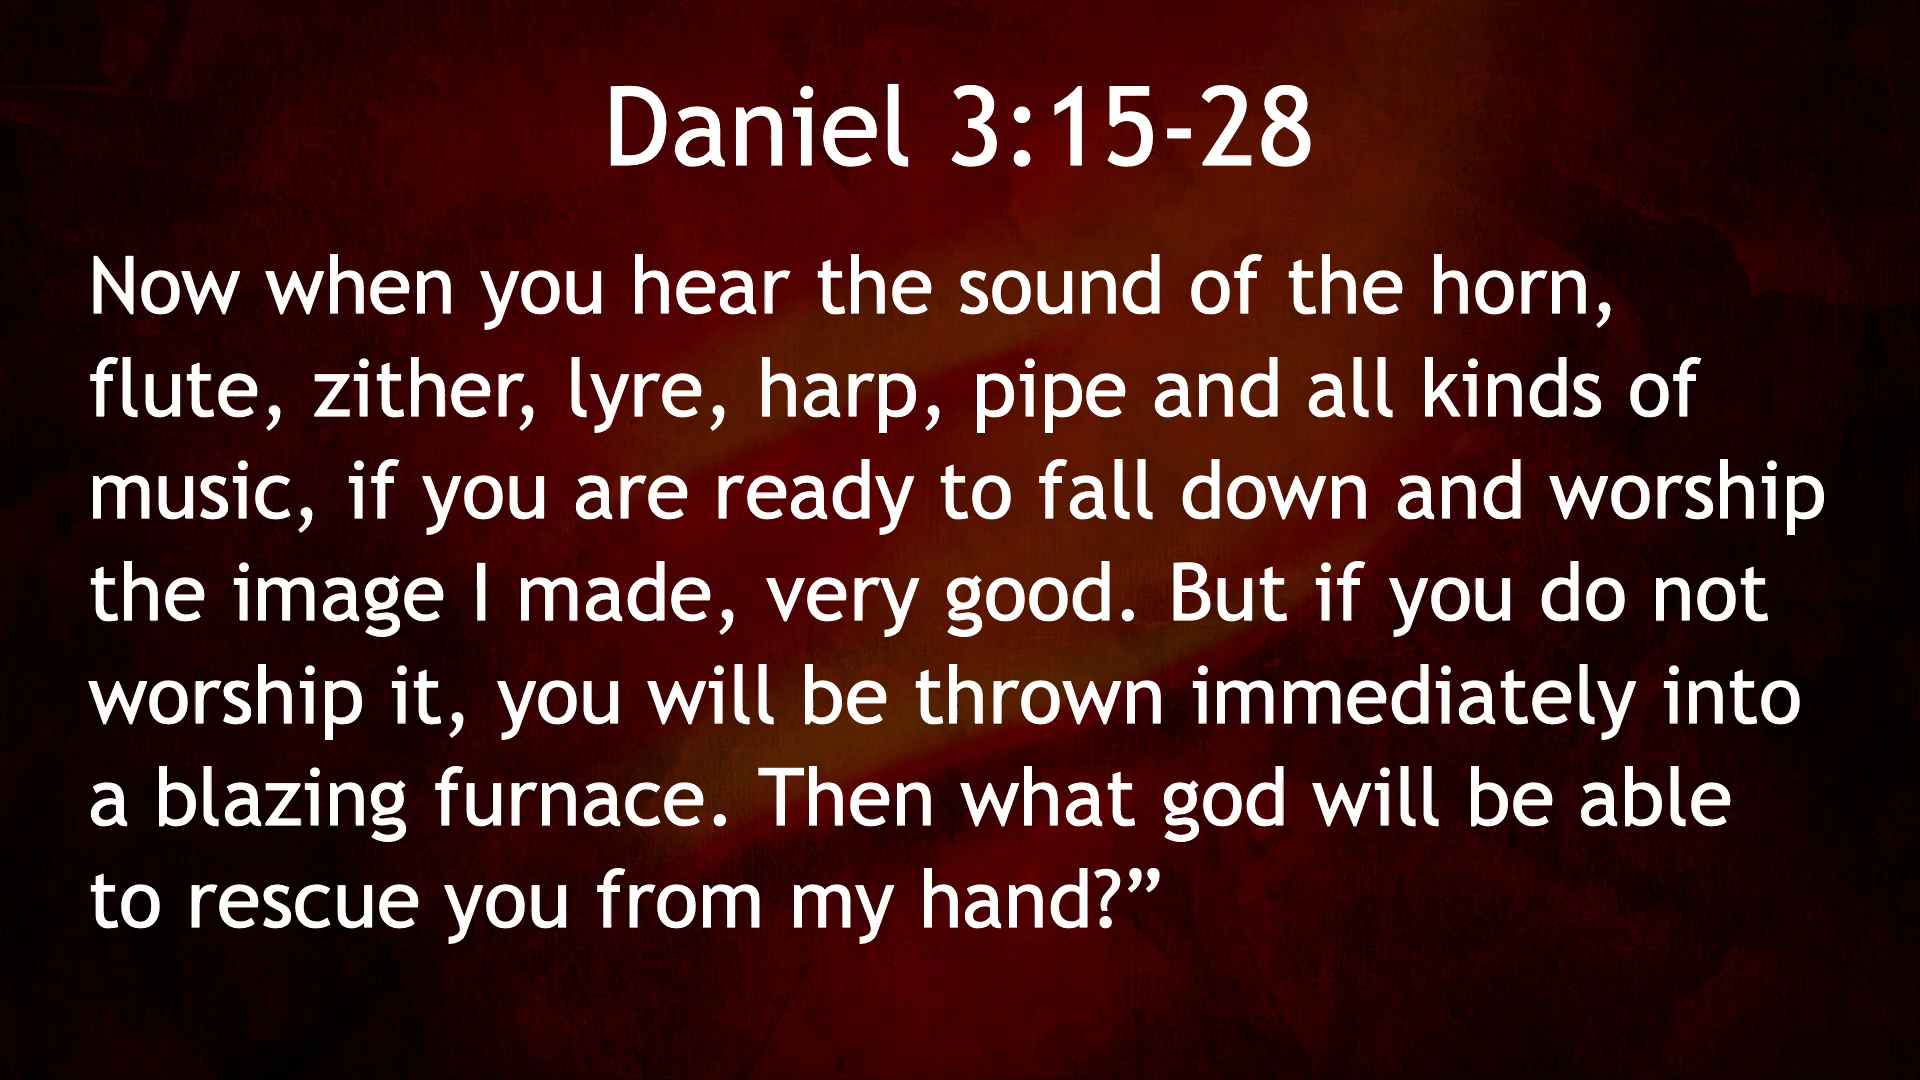 Daniel 3:15-28
Now when you hear the sound of the horn,
flute, zither, lyre, harp, pipe and all kinds of
music, if you are ready to fall down and worship
the image I made, very good. But if you do not
worship it, you will be thrown immediately into
a blazing furnace. Then what god will be able
to rescue you from my hand?”